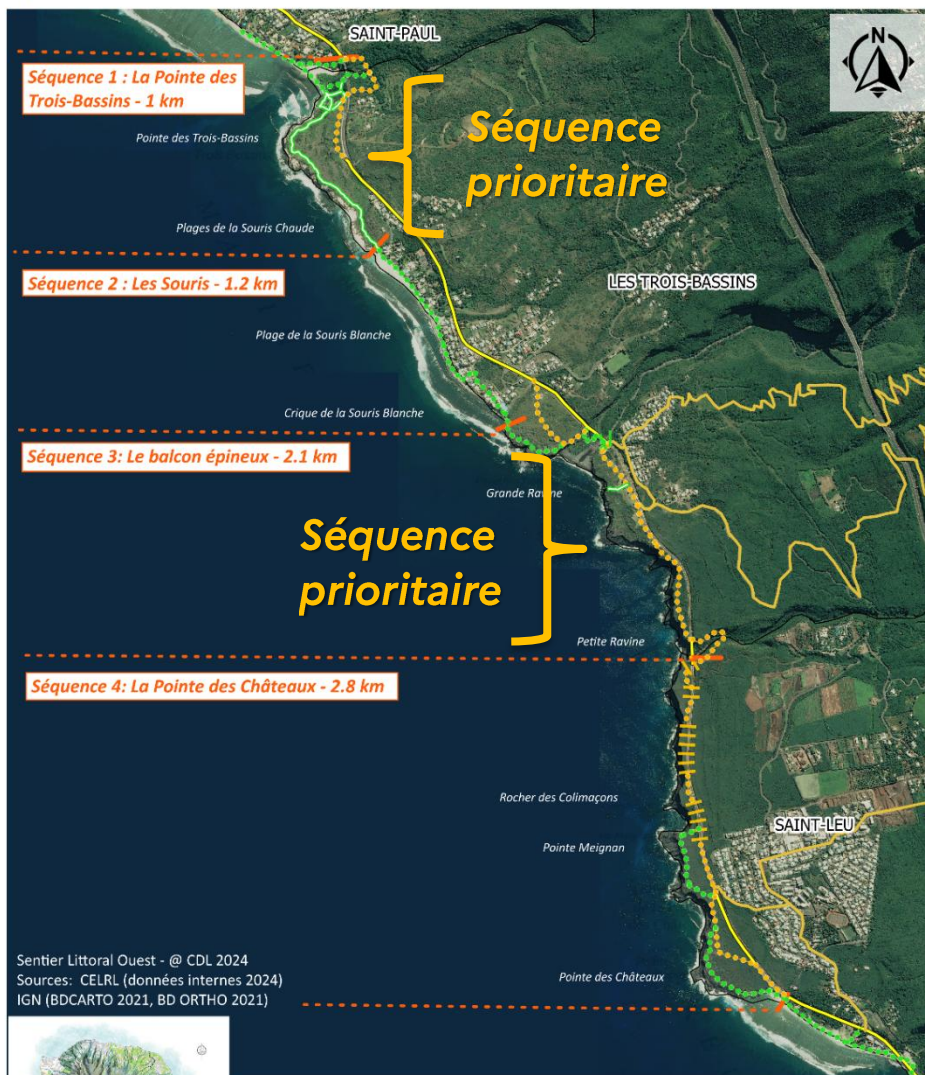 SAINT-PAUL
N
Séquence 1 : La Pointe des
Trois-Bassins - 1 km
Séquence
prioritaire
Pointe des Trois-Bassins
Plages de la Souris Chaude
Séquence 2 : Les Souris - 1.2 km
LES TROIS-BASSINS
Plage de la Souris Blanche
Crique de la Souris Blanche
Séquence 3: Le balcon épineux - 2.1 km
Grande Ravine
Séquence
prioritaire
Petite Ravine
Séquence 4: La Pointe des Châteaux - 2.8 km
Rocher des Colimaçons
SAINT-LEU
Pointe Meignan
Sentier Littoral Ouest - @ CDL 2024
Sources:  CELRL (données internes 2024)
IGN (BDCARTO 2021, BD ORTHO 2021)
Pointe des Châteaux